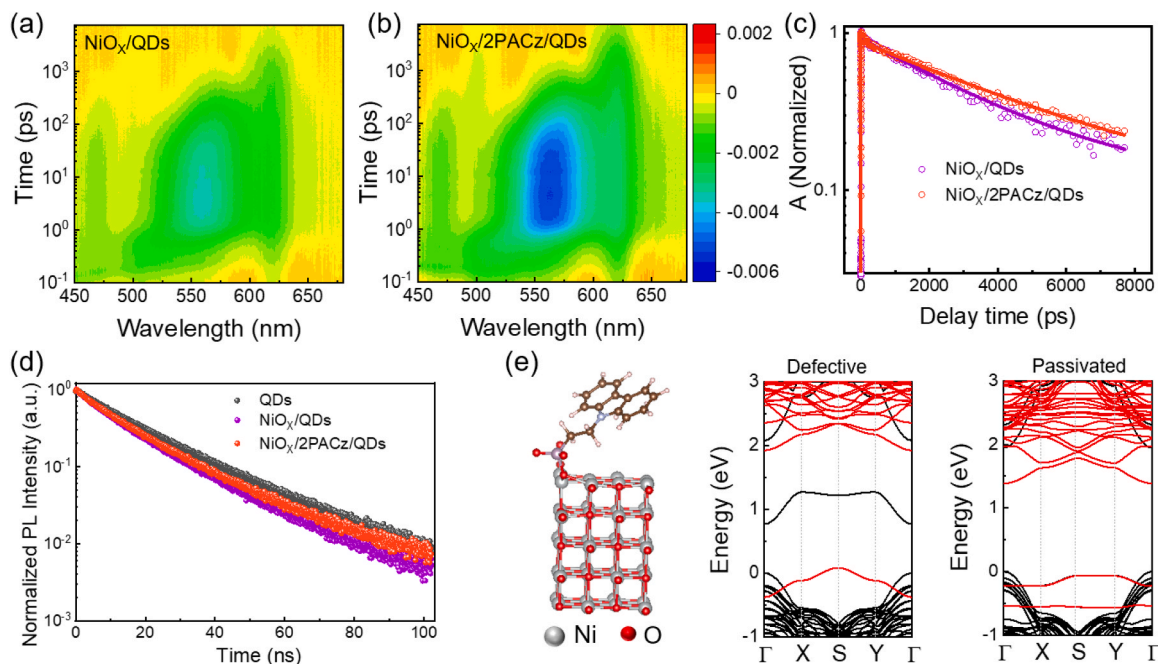 (a)
NiOX/QDs
Time (ps)
10³
10²
10¹
10⁰
10⁻¹
450 500 550 600 650
Wavelength (nm)
(b)
NiOX/2PACz/QDs
Time (ps)
10³
10²
10¹
10⁰
10⁻¹
450 500 550 600 650
Wavelength (nm)
0.002
0
-0.002
-0.004
-0.006
(c)
A (Normalized)
1
0.1
NiOX/QDs
NiOX/2PACz/QDs
0 2000 4000 6000 8000
Delay time (ps)
(d)
Normalized PL Intensity (a.u.)
10⁰
10⁻¹
10⁻²
10⁻³
QDs
NiOX/QDs
NiOX/2PACz/QDs
0 20 40 60 80 100
Time (ns)
(e)
Ni O
Defective
Energy (eV)
3
2
1
0
-1
Γ X S Y Γ
Passivated
Energy (eV)
3
2
1
0
-1
Γ X S Y Γ